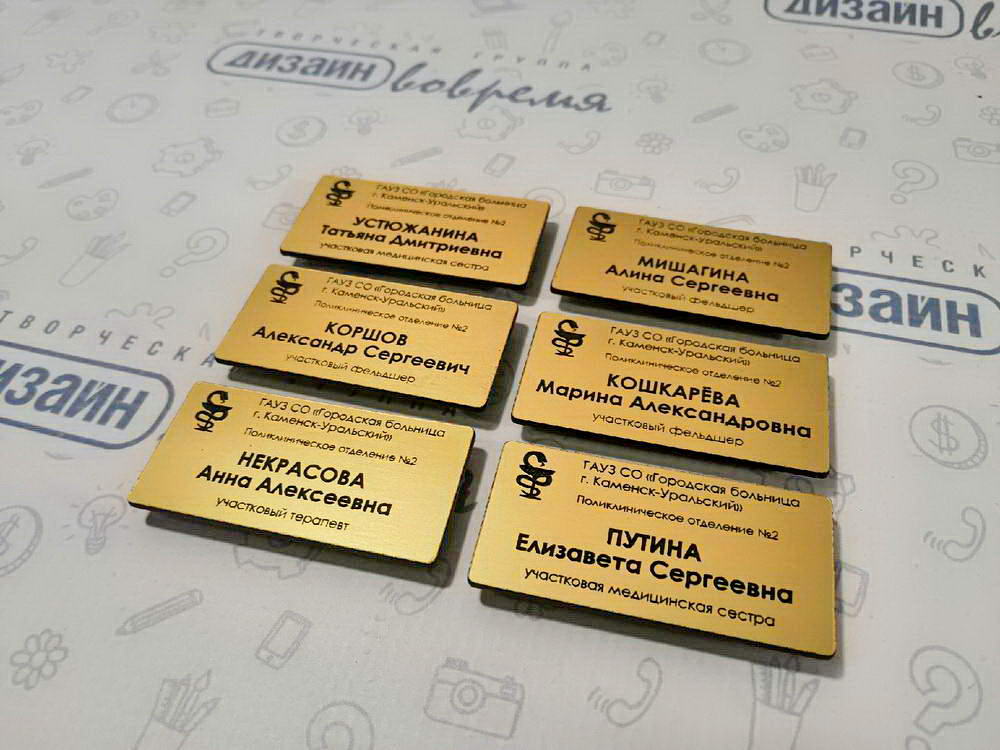 ТВОРЧЕСКАЯ ГРУППА
дизайн
вовремя
дизайн
ГАУЗ СО «Городская больница
г. Каменск-Уральский»
Поликлиническое отделение №2
УСТЮЖАНИНА
Татьяна Дмитриевна
участковая медицинская сестра
ГАУЗ СО «Городская больница
г. Каменск-Уральский»
Поликлиническое отделение №2
МИШАГИНА
Алина Сергеевна
участковый фельдшер
ГАУЗ СО «Городская больница
г. Каменск-Уральский»
Поликлиническое отделение №2
КОРШОВ
Александр Сергеевич
участковый фельдшер
ГАУЗ СО «Городская больница
г. Каменск-Уральский»
Поликлиническое отделение №2
КОШКАРЁВА
Марина Александровна
участковый фельдшер
ГАУЗ СО «Городская больница
г. Каменск-Уральский»
Поликлиническое отделение №2
НЕКРАСОВА
Анна Алексеевна
участковый терапевт
ГАУЗ СО «Городская больница
г. Каменск-Уральский»
Поликлиническое отделение №2
ПУТИНА
Елизавета Сергеевна
участковая медицинская сестра